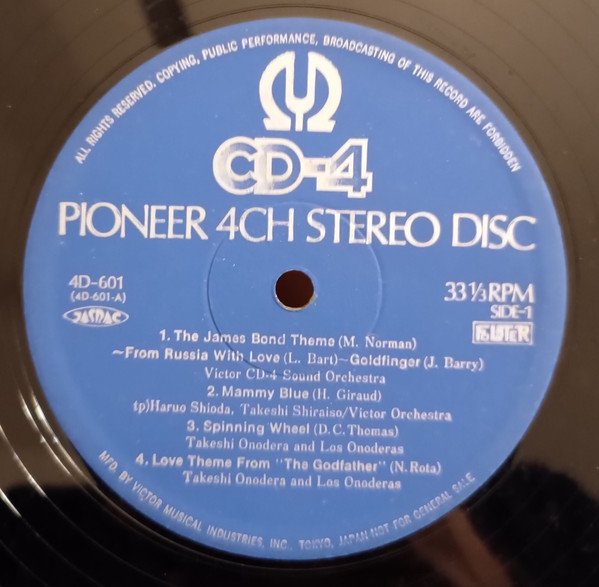 ALL RIGHTS RESERVED. COPYING, PUBLIC PERFORMANCE, BROADCASTING OF THIS RECORD ARE FORBIDDEN
CD-4
PIONEER 4CH STEREO DISC
4D-601
(4D-601-A)
JASRAC
33⅓RPM
SIDE-1
1. The James Bond Theme (M. Norman)
~From Russia With Love (L. Bart)~Goldfinger (J. Barry)
Victor CD-4 Sound Orchestra
2. Mammy Blue (H. Giraud)
(p)Haruo Shioda, Takeshi Shiraiso/Victor Orchestra
3. Spinning Wheel (D.C. Thomas)
Takeshi Onodera and Los Onoderas
4. Love Theme From "The Godfather" (N. Rota)
Takeshi Onodera and Los Onoderas
MFD. BY VICTOR MUSICAL INDUSTRIES, INC. TOKYO, JAPAN NOT FOR GENERAL SALE